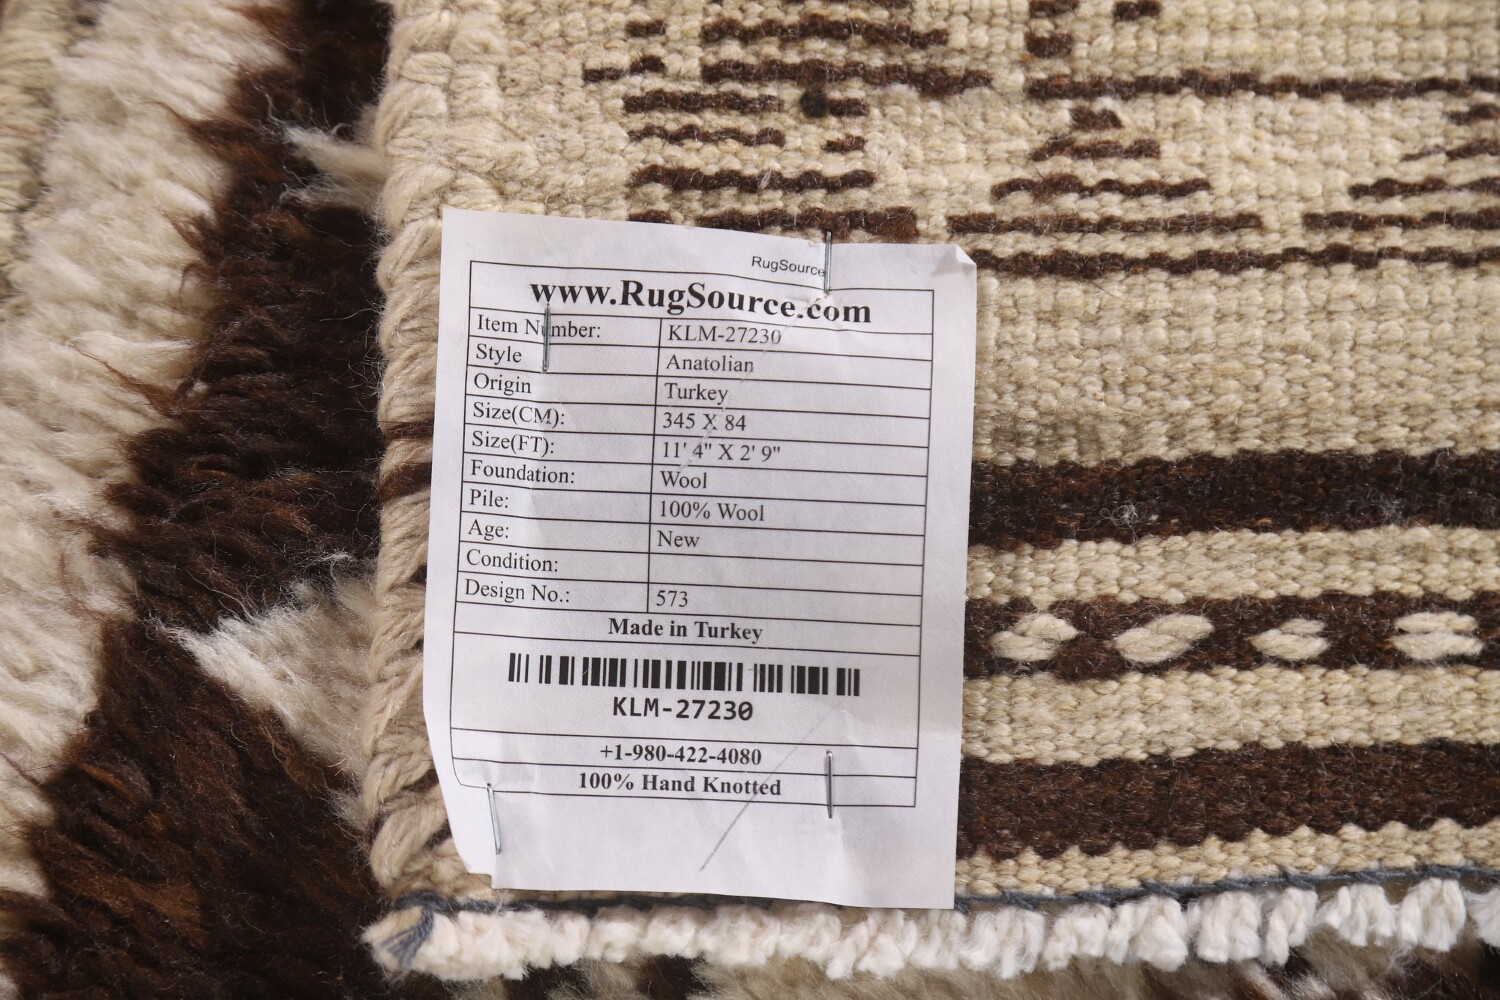 RugSource
www.RugSource.com
Item Number: KLM-27230
Style Anatolian
Origin Turkey
Size(CM): 345 X 84
Size(FT): 11' 4" X 2' 9"
Foundation: Wool
Pile: 100% Wool
Age: New
Condition:
Design No.: 573
Made in Turkey
KLM-27230
+1-980-422-4080
100% Hand Knotted